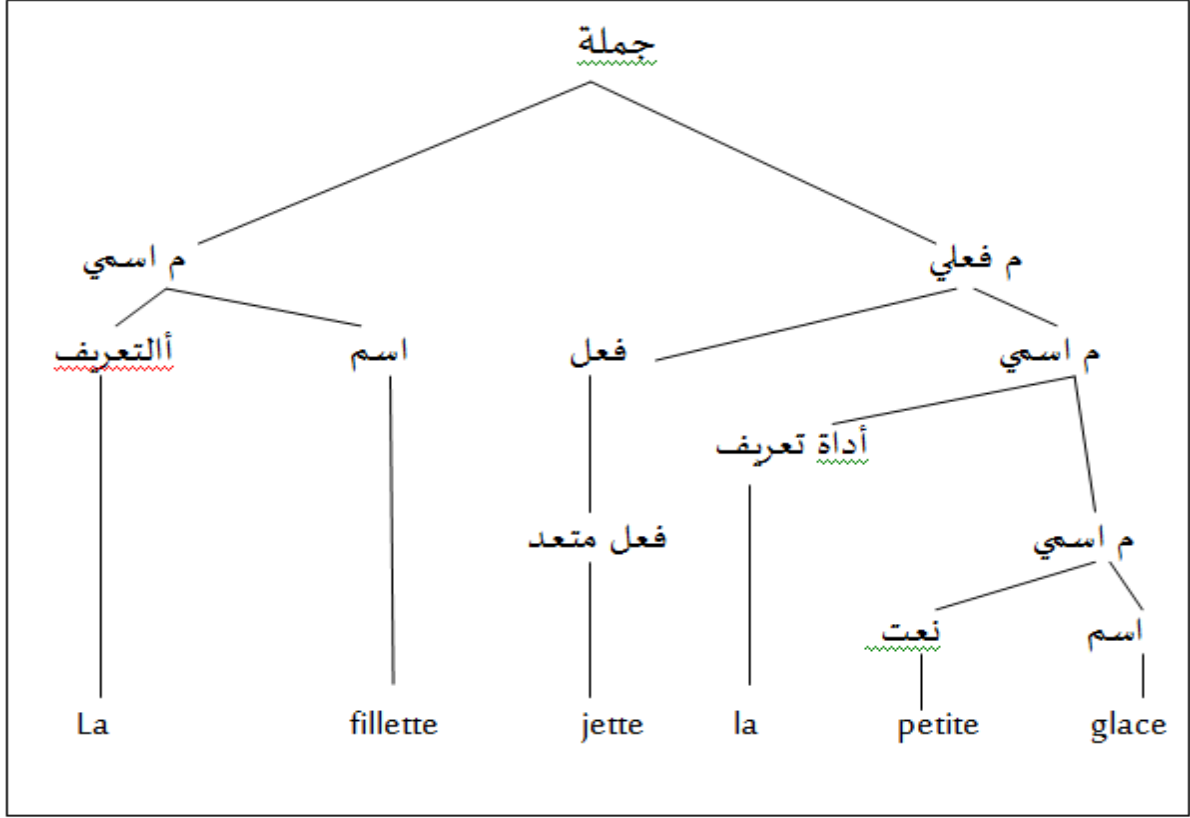 جملة
م اسمي
م فعلي
أالتعريف
اسم
فعل
م اسمي
أداة تعريف
فعل متعد
م اسمي
نعت
اسم
La fillette jette la petite glace